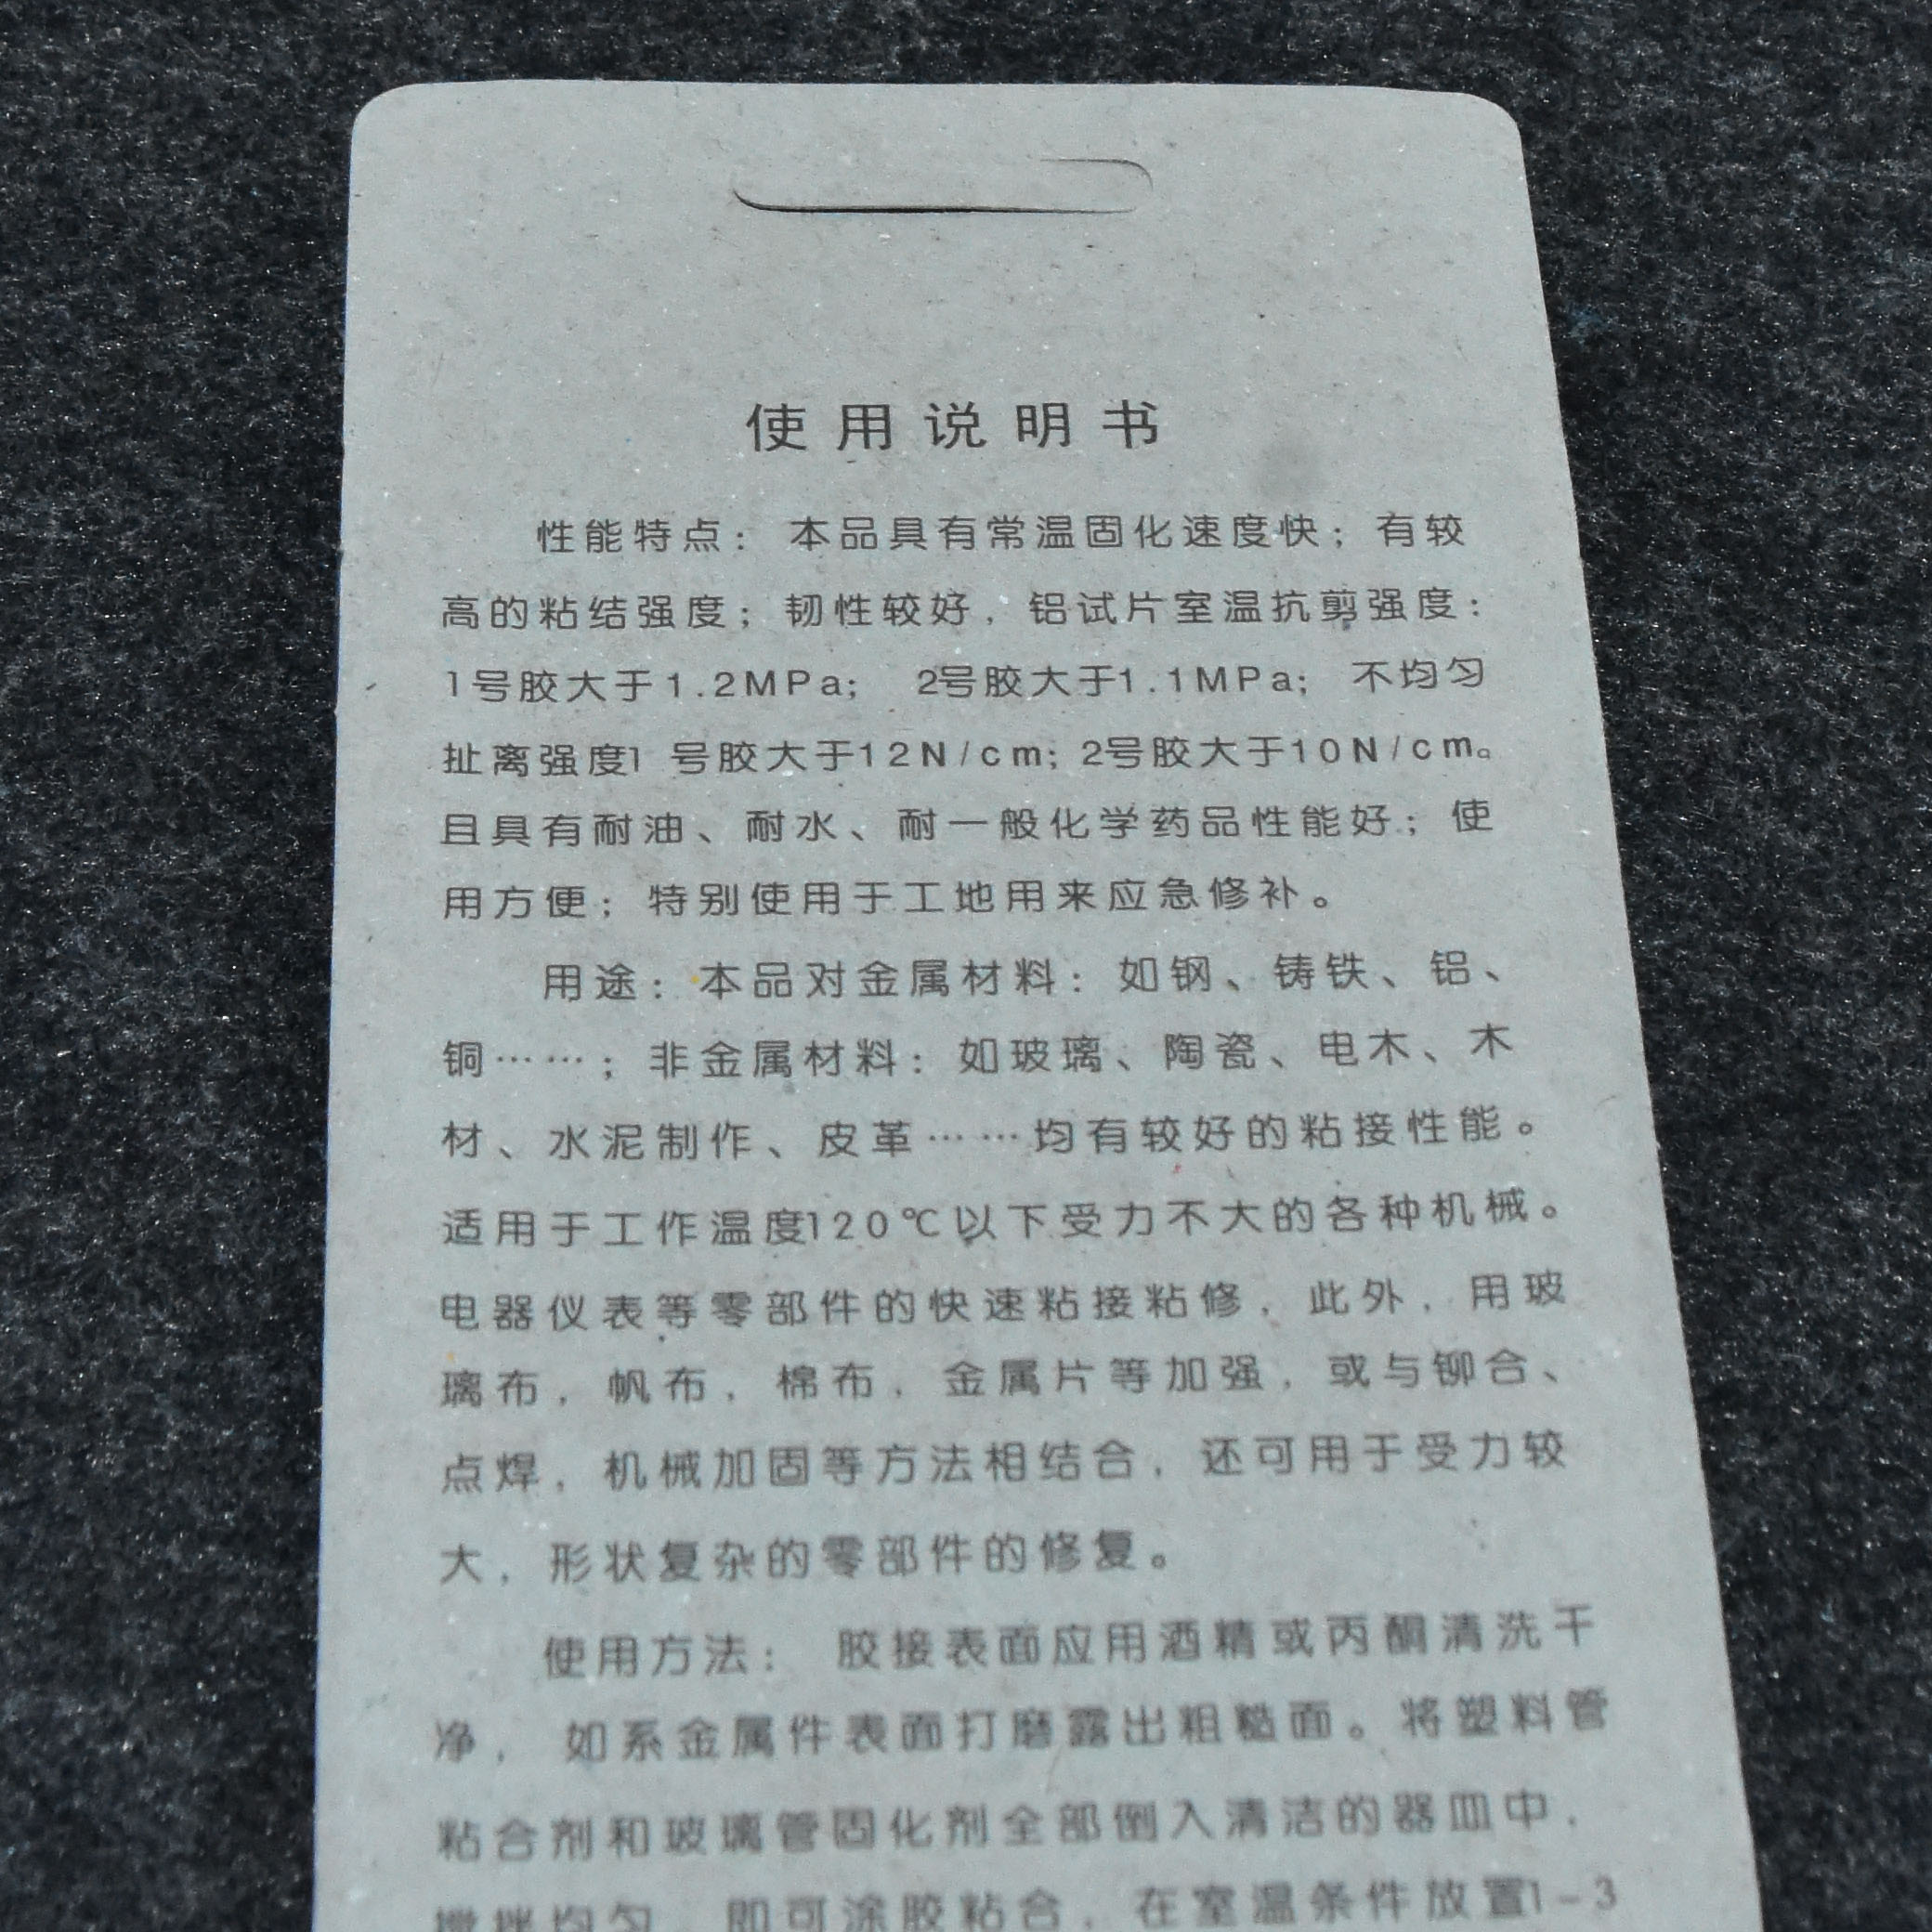 使用说明书
性能特点：本品具有常温固化速度快；有较
高的粘结强度；韧性较好，铝试片室温抗剪强度：
1号胶大于1.2MPa； 2号胶大于1.1MPa； 不均匀
扯离强度1 号胶大于12N/cm；2号胶大于10N/cm。
且具有耐油、耐水、耐一般化学药品性能好；使
用方便；特别使用于工地用来应急修补。
用途：本品对金属材料：如钢、铸铁、铝、
铜……；非金属材料：如玻璃、陶瓷、电木、木
材、水泥制作、皮革……均有较好的粘接性能。
适用于工作温度120℃以下受力不大的各种机械。
电器仪表等零部件的快速粘接粘修，此外，用玻
璃布，帆布，棉布，金属片等加强，或与铆合、
点焊，机械加固等方法相结合，还可用于受力较
大，形状复杂的零部件的修复。
使用方法： 胶接表面应用酒精或丙酮清洗干
净， 如系金属件表面打磨露出粗糙面。将塑料管
粘合剂和玻璃管固化剂全部倒入清洁的器皿中，
搅拌均匀，即可涂胶粘合，在室温条件放置1-3